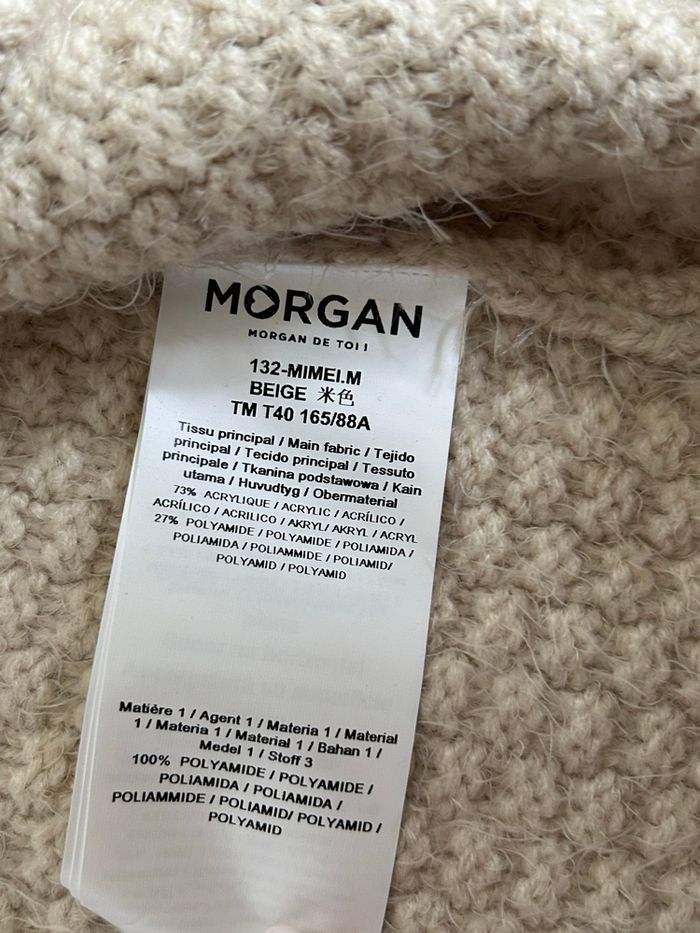 MORGAN
MORGAN DE TOI !
132-MIMEI.M
BEIGE 米色
TM T40 165/88A
Tissu principal / Main fabric / Tejido
principal / Tecido principal / Tessuto
principale / Tkanina podstawowa / Kain
utama / Huvudtyg / Obermaterial
73% ACRYLIQUE / ACRYLIC / ACRÍLICO /
ACRÍLICO / ACRILICO / AKRYL/ AKRYL / ACRYL
27% POLYAMIDE / POLYAMIDE / POLIAMIDA /
POLIAMIDA / POLIAMMIDE / POLIAMID/
POLYAMID / POLYAMID
Matière 1 / Agent 1 / Materia 1 / Material
1 / Materia 1 / Material 1 / Bahan 1 /
Medel 1 / Stoff 3
100% POLYAMIDE / POLYAMIDE /
POLIAMIDA / POLIAMIDA /
POLIAMMIDE / POLIAMID/ POLYAMID /
POLYAMID